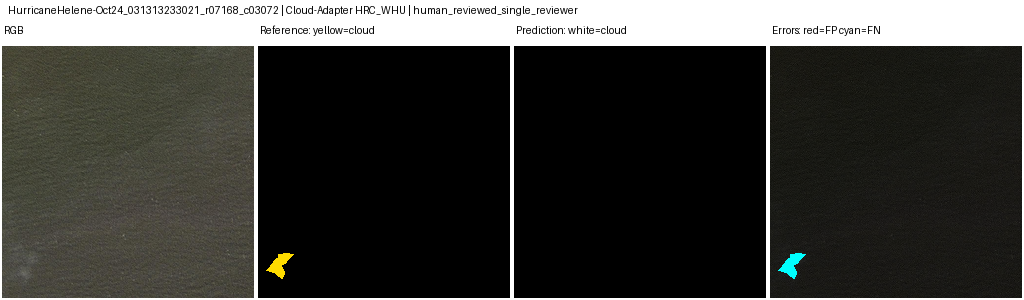 HurricaneHelene-Oct24_031313233021_r07168_c03072 | Cloud-Adapter HRC_WHU | human_reviewed_single_reviewer
RGB
Reference: yellow=cloud
Prediction: white=cloud
Errors: red=FP cyan=FN